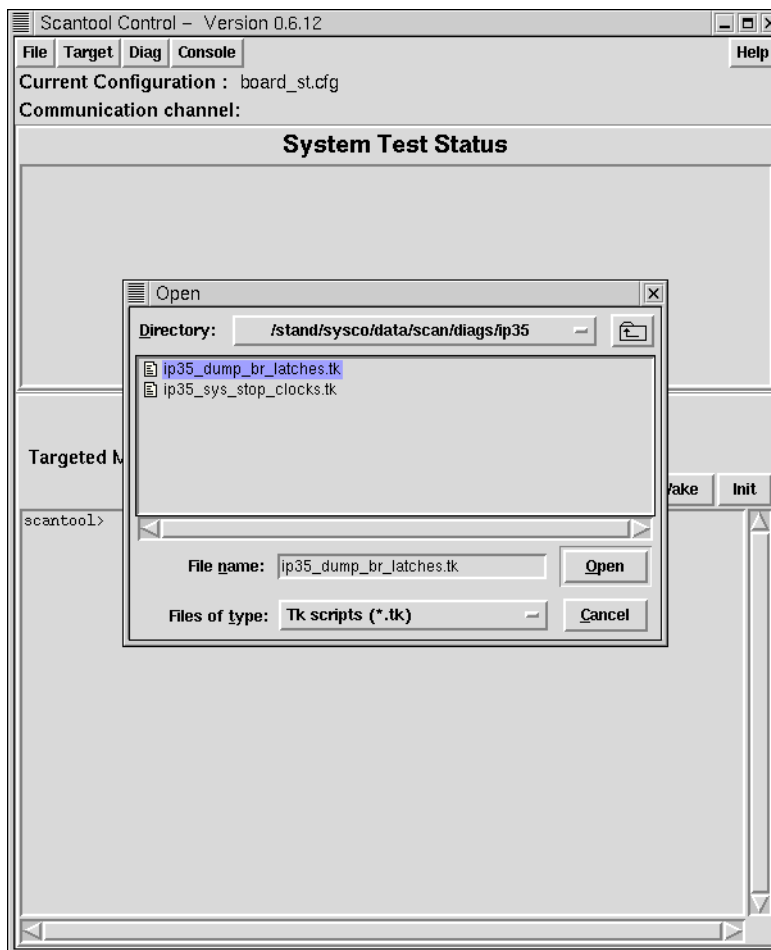 Scantool Control – Version 0.6.12
File Target Diag Console Help
Current Configuration : board_st.cfg
Communication channel:
System Test Status
Open
Directory: /stand/sysco/data/scan/diags/ip35
ip35_dump_br_latches.tk
ip35_sys_stop_clocks.tk
Targeted
Init
scantool>
File name: ip35_dump_br_latches.tk Open
Files of type: Tk scripts (*.tk) Cancel